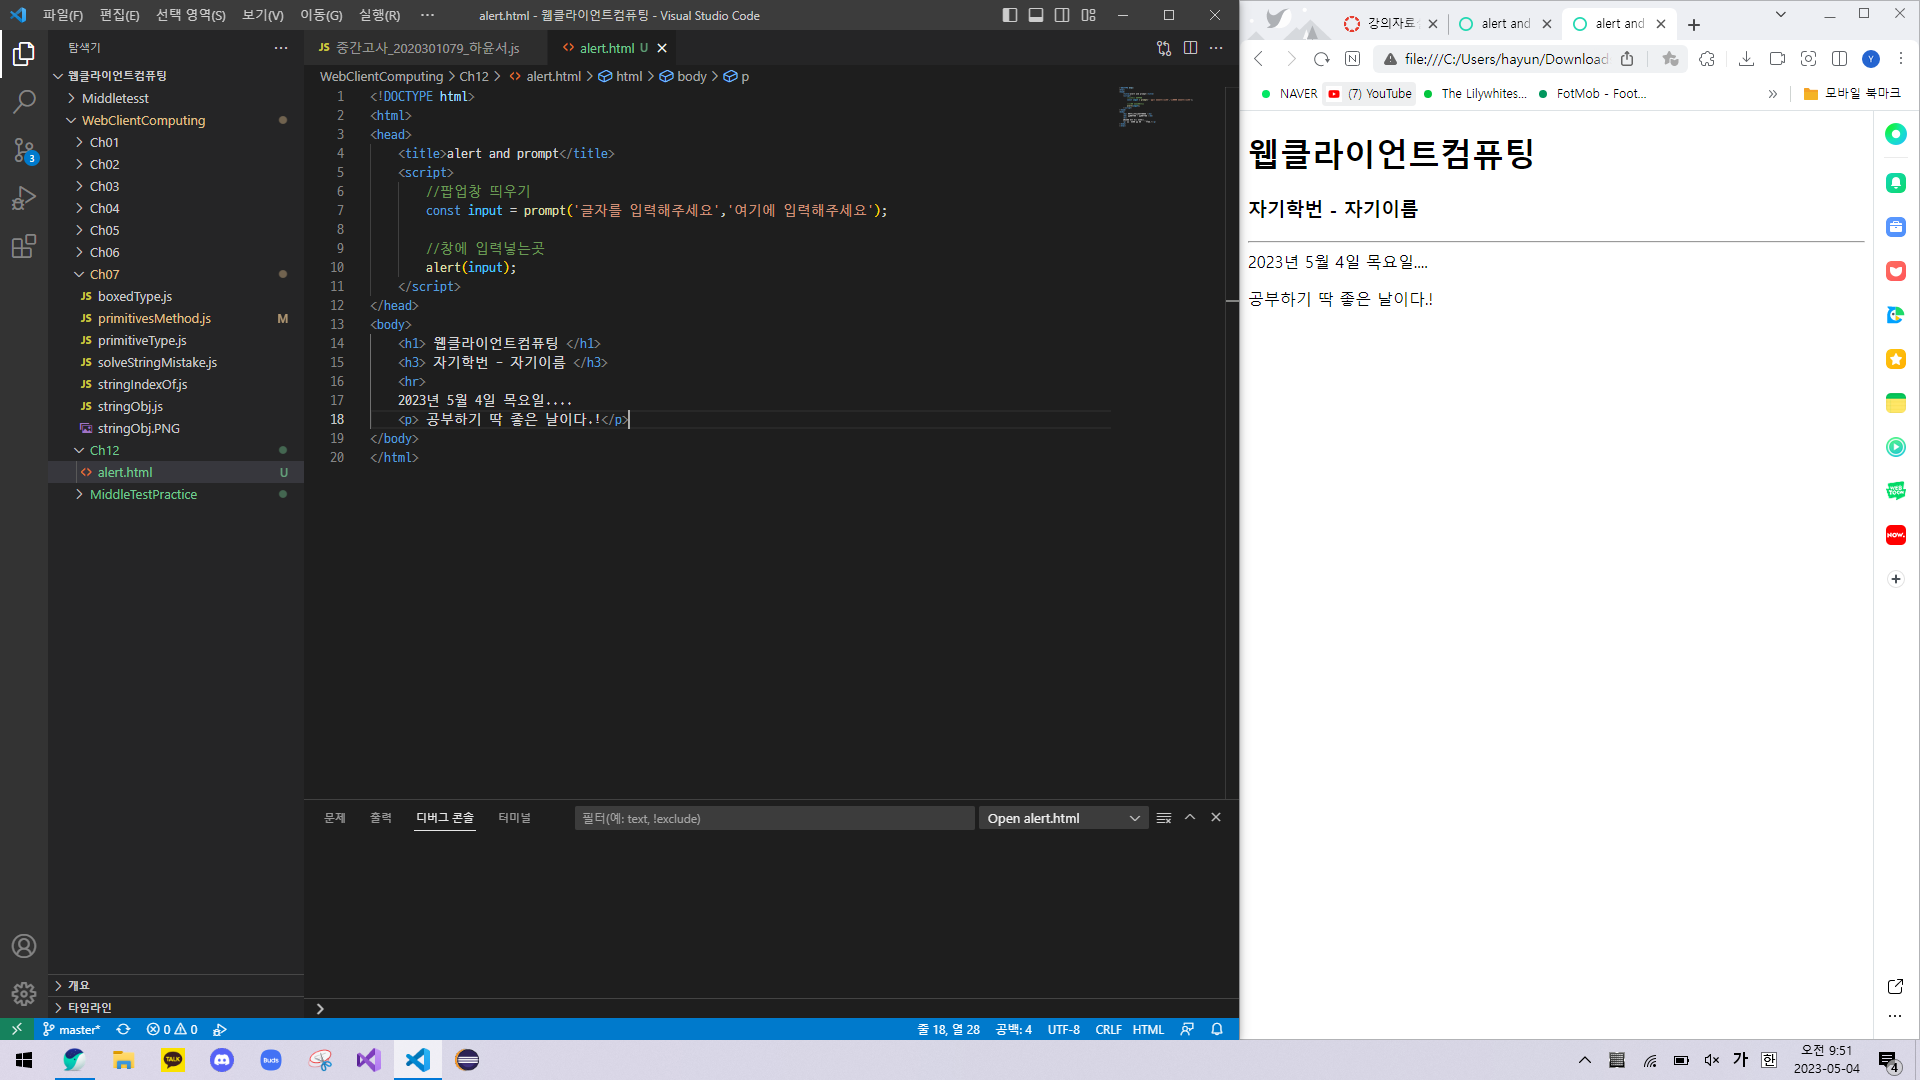 파일(F) 편집(E) 선택 영역(S) 보기(V) 이동(G) 실행(R) ··· alert.html - 웹클라이언트컴퓨팅 - Visual Studio Code
탐색기
웹클라이언트컴퓨팅
Middletesst
WebClientComputing
Ch01
Ch02
Ch03
Ch04
Ch05
Ch06
Ch07
JS boxedType.js
JS primitivesMethod.js M
JS primitiveType.js
JS solveStringMistake.js
JS stringIndexOf.js
JS stringObj.js
stringObj.PNG
Ch12
<> alert.html U
MiddleTestPractice
개요
타임라인
3
JS 중간고사_2020301079_하윤서.js <> alert.html U
WebClientComputing > Ch12 > <> alert.html > html > body > p
1 <!DOCTYPE html>
2 <html>
3 <head>
4 <title>alert and prompt</title>
5 <script>
6 //팝업창 띄우기
7 const input = prompt('글자를 입력해주세요','여기에 입력해주세요');
8
9 //창에 입력넣는곳
10 alert(input);
11 </script>
12 </head>
13 <body>
14 <h1> 웹클라이언트컴퓨팅 </h1>
15 <h3> 자기학번 - 자기이름 </h3>
16 <hr>
17 2023년 5월 4일 목요일....
18 <p> 공부하기 딱 좋은 날이다.!</p>
19 </body>
20 </html>
문제 출력 디버그 콘솔 터미널 필터(예: text, !exclude) Open alert.html
master* 0 0 줄 18, 열 28 공백: 4 UTF-8 CRLF HTML
강의자료 alert and alert and
file:///C:/Users/hayun/Download Y
NAVER (7) YouTube The Lilywhites... FotMob - Foot... » 모바일 북마크
웹클라이언트컴퓨팅
자기학번 - 자기이름
2023년 5월 4일 목요일....
공부하기 딱 좋은 날이다.!
WEBTOON
NOW.
TALK Buds
가 한 오전 9:51
2023-05-04 4